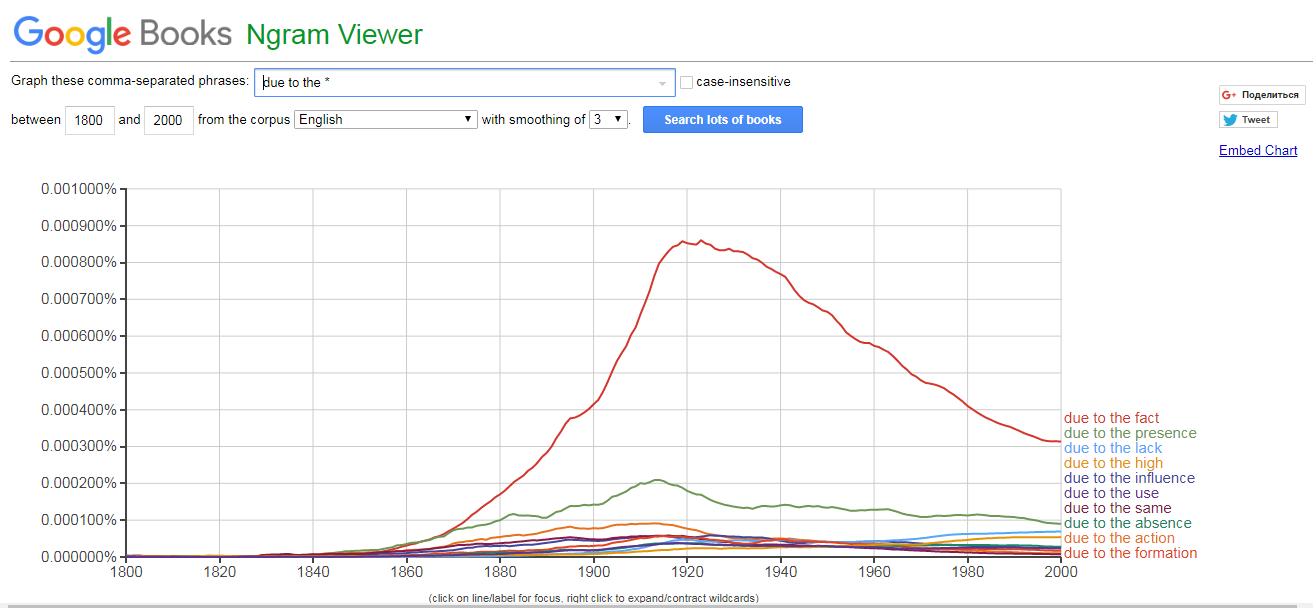 Google Books Ngram Viewer
Graph these comma-separated phrases: due to the * case-insensitive
between 1800 and 2000 from the corpus English with smoothing of 3 . Search lots of books
G+ Поделиться
Tweet
Embed Chart
0.001000%
0.000900%
0.000800%
0.000700%
0.000600%
0.000500%
0.000400%
0.000300%
0.000200%
0.000100%
0.000000%
1800 1820 1840 1860 1880 1900 1920 1940 1960 1980 2000
due to the fact
due to the presence
due to the lack
due to the high
due to the influence
due to the use
due to the same
due to the absence
due to the action
due to the formation
(click on line/label for focus, right click to expand/contract wildcards)